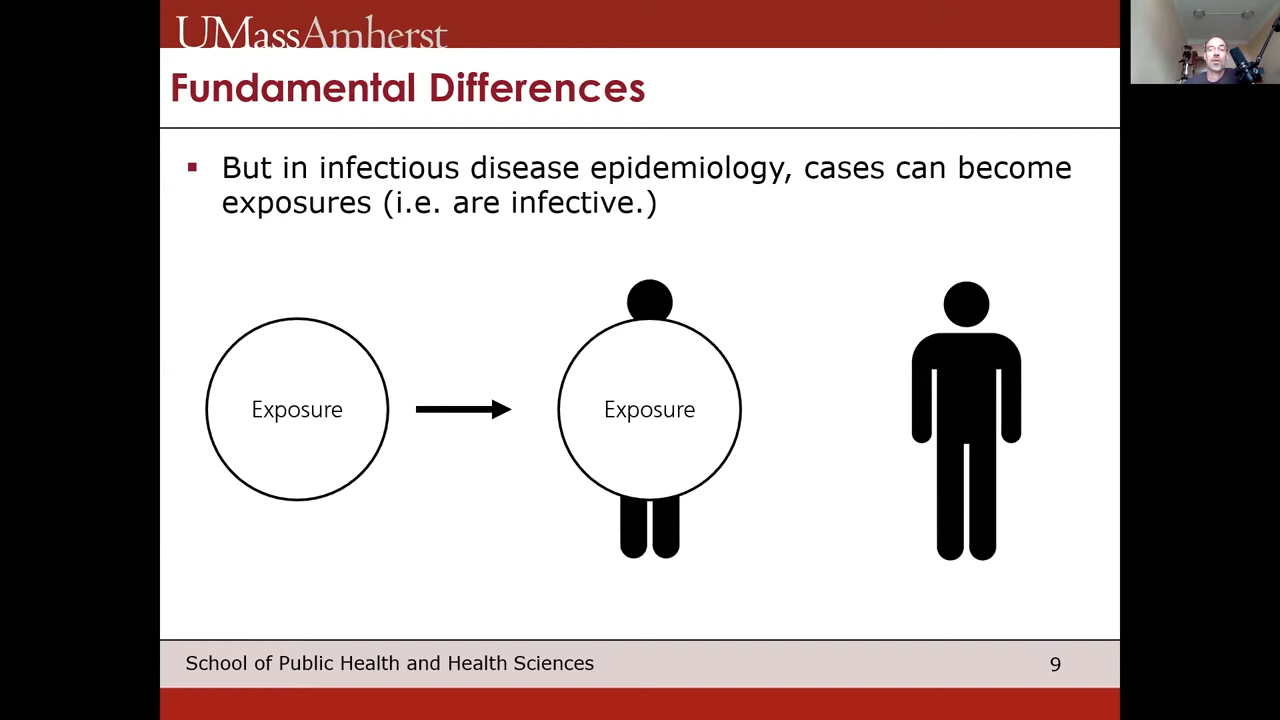 UMassAmherst
Fundamental Differences
▪ But in infectious disease epidemiology, cases can become
exposures (i.e. are infective.)
Exposure
Exposure
School of Public Health and Health Sciences
9